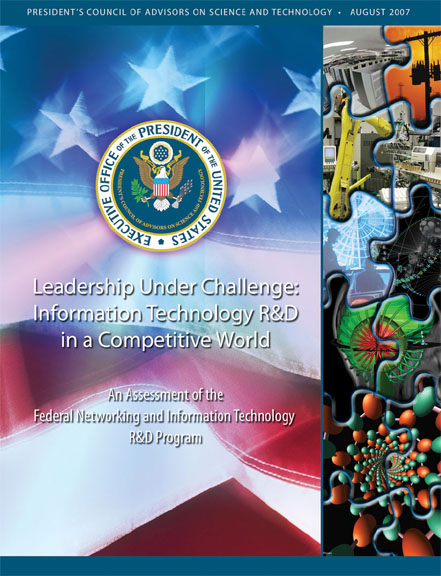 PRESIDENT'S COUNCIL OF ADVISORS ON SCIENCE AND TECHNOLOGY • AUGUST 2007
EXECUTIVE OFFICE OF THE PRESIDENT OF THE UNITED STATES
PRESIDENT'S COUNCIL OF ADVISORS ON SCIENCE AND TECHNOLOGY
Leadership Under Challenge:
Information Technology R&D
in a Competitive World
An Assessment of the
Federal Networking and Information Technology
R&D Program